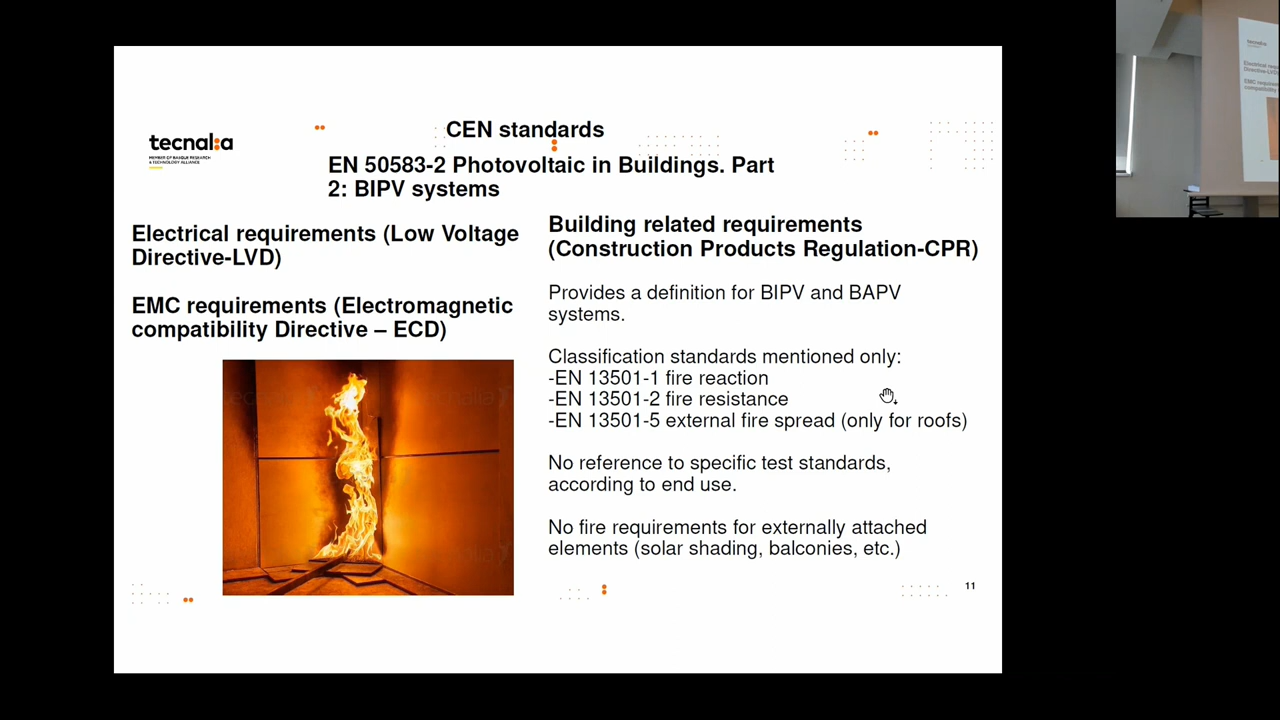 CEN standards
tecnal:a
MEMBER OF BASQUE RESEARCH
& TECHNOLOGY ALLIANCE
EN 50583-2 Photovoltaic in Buildings. Part
2: BIPV systems
Electrical requirements (Low Voltage
Directive-LVD)
EMC requirements (Electromagnetic
compatibility Directive – ECD)
Building related requirements
(Construction Products Regulation-CPR)
Provides a definition for BIPV and BAPV
systems.
Classification standards mentioned only:
-EN 13501-1 fire reaction
-EN 13501-2 fire resistance
-EN 13501-5 external fire spread (only for roofs)
No reference to specific test standards,
according to end use.
No fire requirements for externally attached
elements (solar shading, balconies, etc.)
11